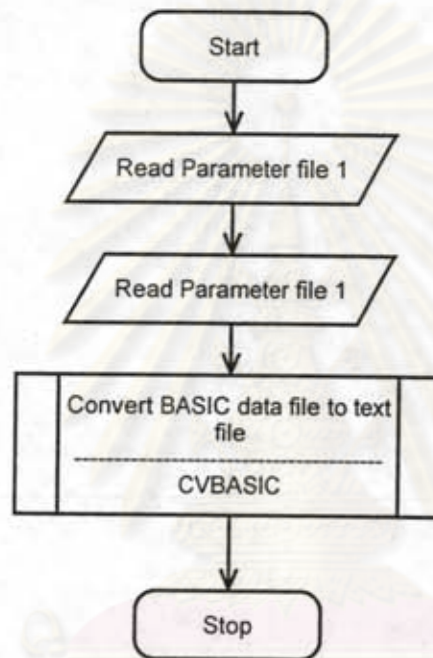 Start
Read Parameter file 1
Read Parameter file 1
Convert BASIC data file to text
file
CVBASIC
Stop